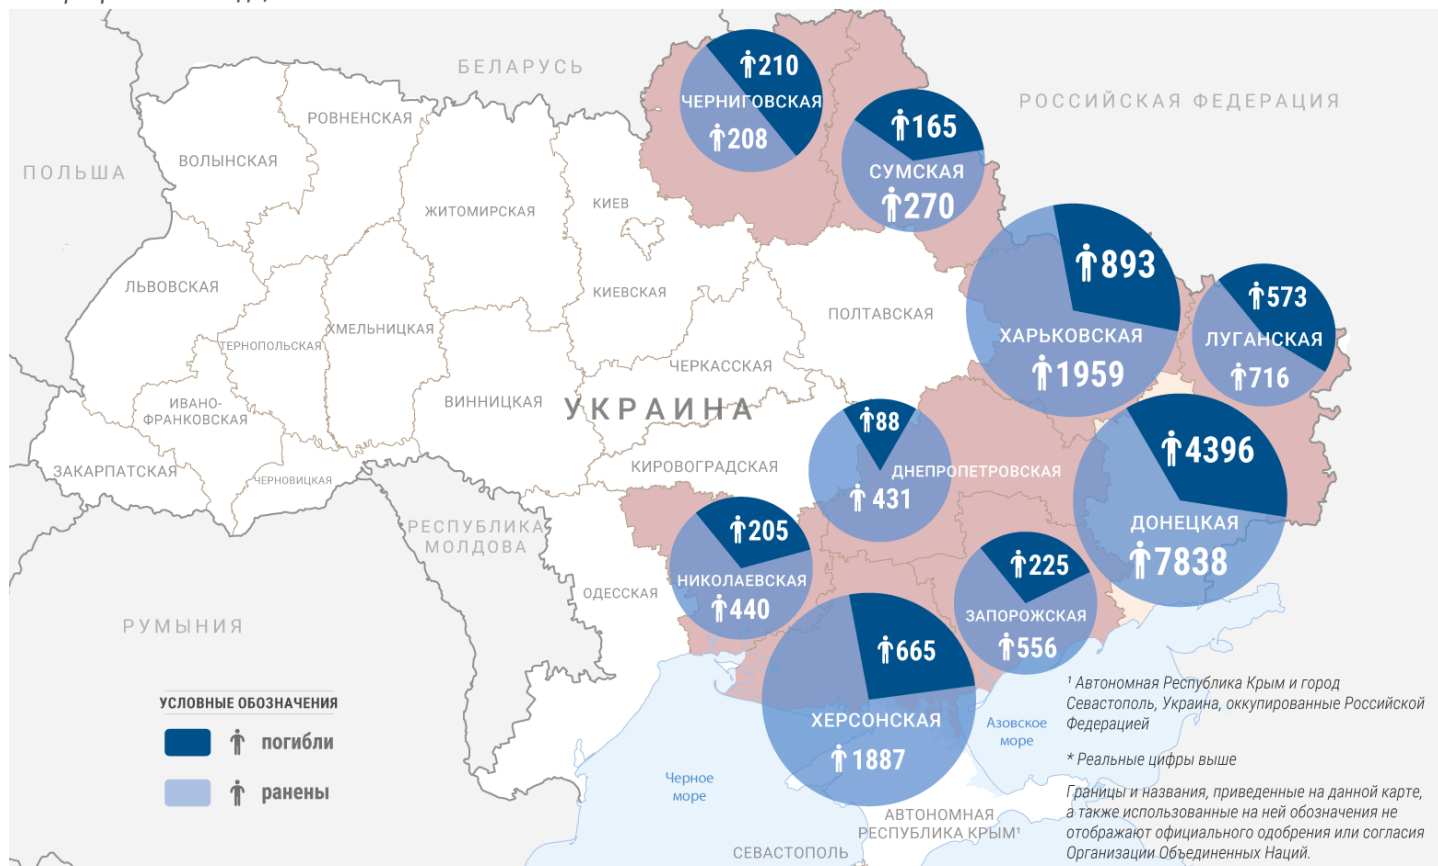 БЕЛАРУСЬ
РОССИЙСКАЯ ФЕДЕРАЦИЯ
ПОЛЬША
РУМЫНИЯ
РЕСПУБЛИКА
МОЛДОВА
УКРАИНА
ВОЛЫНСКАЯ
РОВНЕНСКАЯ
ЖИТОМИРСКАЯ
КИЕВ
КИЕВСКАЯ
ЛЬВОВСКАЯ
ТЕРНОПОЛЬСКАЯ
ХМЕЛЬНИЦКАЯ
ИВАНО-
ФРАНКОВСКАЯ
ЗАКАРПАТСКАЯ
ЧЕРНОВИЦКАЯ
ВИННИЦКАЯ
ЧЕРКАССКАЯ
ПОЛТАВСКАЯ
КИРОВОГРАДСКАЯ
ОДЕССКАЯ
210
ЧЕРНИГОВСКАЯ
208
165
СУМСКАЯ
270
893
ХАРЬКОВСКАЯ
1959
573
ЛУГАНСКАЯ
716
88
ДНЕПРОПЕТРОВСКАЯ
431
4396
ДОНЕЦКАЯ
7838
205
НИКОЛАЕВСКАЯ
440
225
ЗАПОРОЖСКАЯ
556
665
ХЕРСОНСКАЯ
1887
Азовское
море
Черное
море
АВТОНОМНАЯ
РЕСПУБЛИКА КРЫМ¹
СЕВАСТОПОЛЬ
УСЛОВНЫЕ ОБОЗНАЧЕНИЯ
погибли
ранены
¹ Автономная Республика Крым и город
Севастополь, Украина, оккупированные Российской
Федерацией
* Реальные цифры выше
Границы и названия, приведенные на данной карте,
а также использованные на ней обозначения не
отображают официального одобрения или согласия
Организации Объединенных Наций.